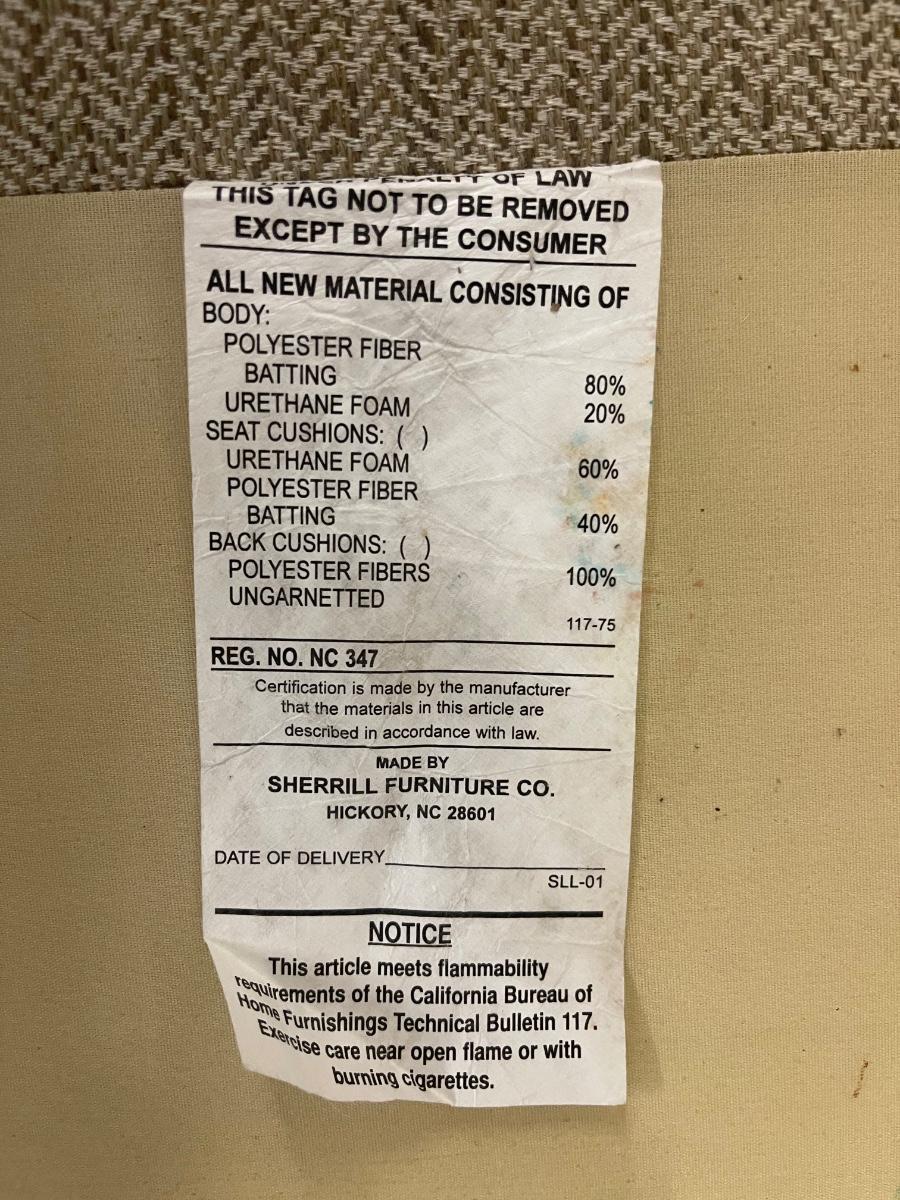 PENALTY OF LAW
THIS TAG NOT TO BE REMOVED
EXCEPT BY THE CONSUMER
ALL NEW MATERIAL CONSISTING OF
BODY:
POLYESTER FIBER
BATTING 80%
URETHANE FOAM 20%
SEAT CUSHIONS: ( )
URETHANE FOAM 60%
POLYESTER FIBER
BATTING 40%
BACK CUSHIONS: ( )
POLYESTER FIBERS 100%
UNGARNETTED
117-75
REG. NO. NC 347
Certification is made by the manufacturer
that the materials in this article are
described in accordance with law.
MADE BY
SHERRILL FURNITURE CO.
HICKORY, NC 28601
DATE OF DELIVERY
SLL-01
NOTICE
This article meets flammability
requirements of the California Bureau of
Home Furnishings Technical Bulletin 117.
Exercise care near open flame or with
burning cigarettes.